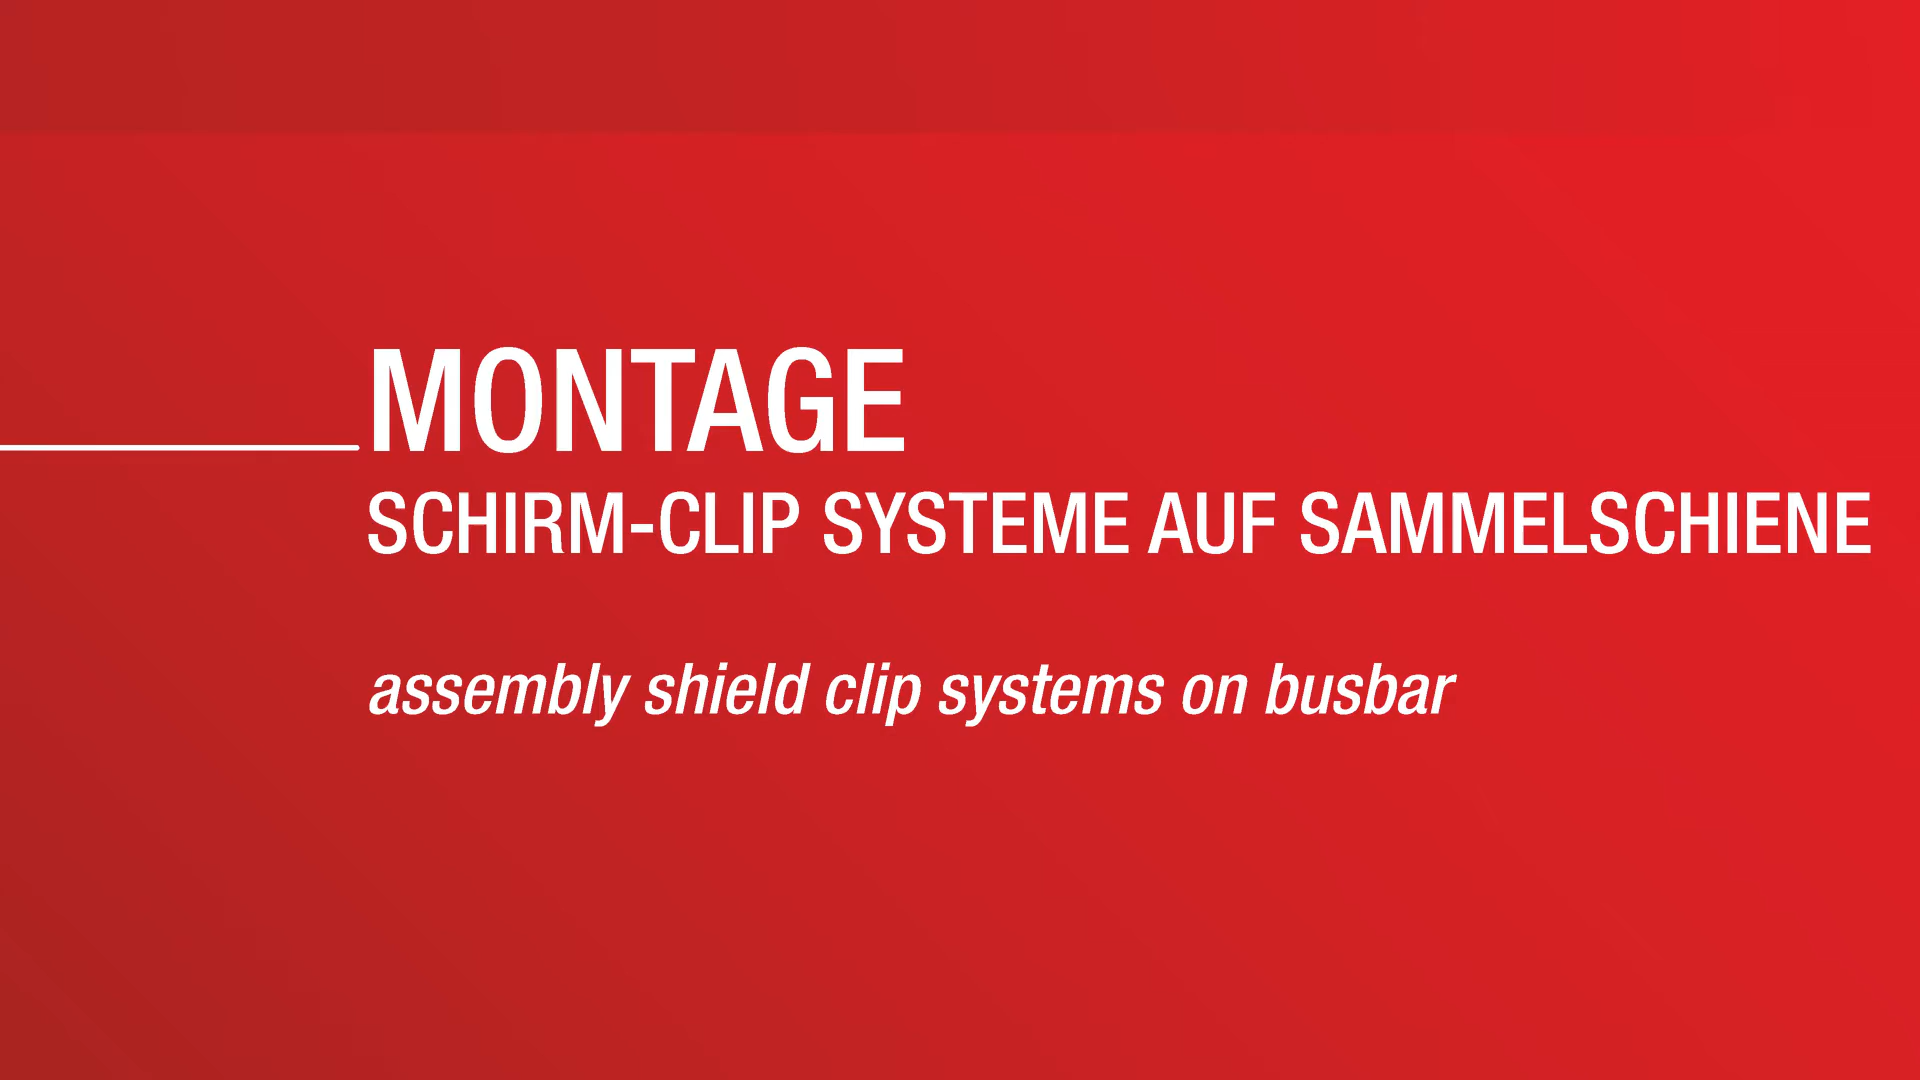 MONTAGE
SCHIRM-CLIP SYSTEME AUF SAMMELSCHIENE
assembly shield clip systems on busbar